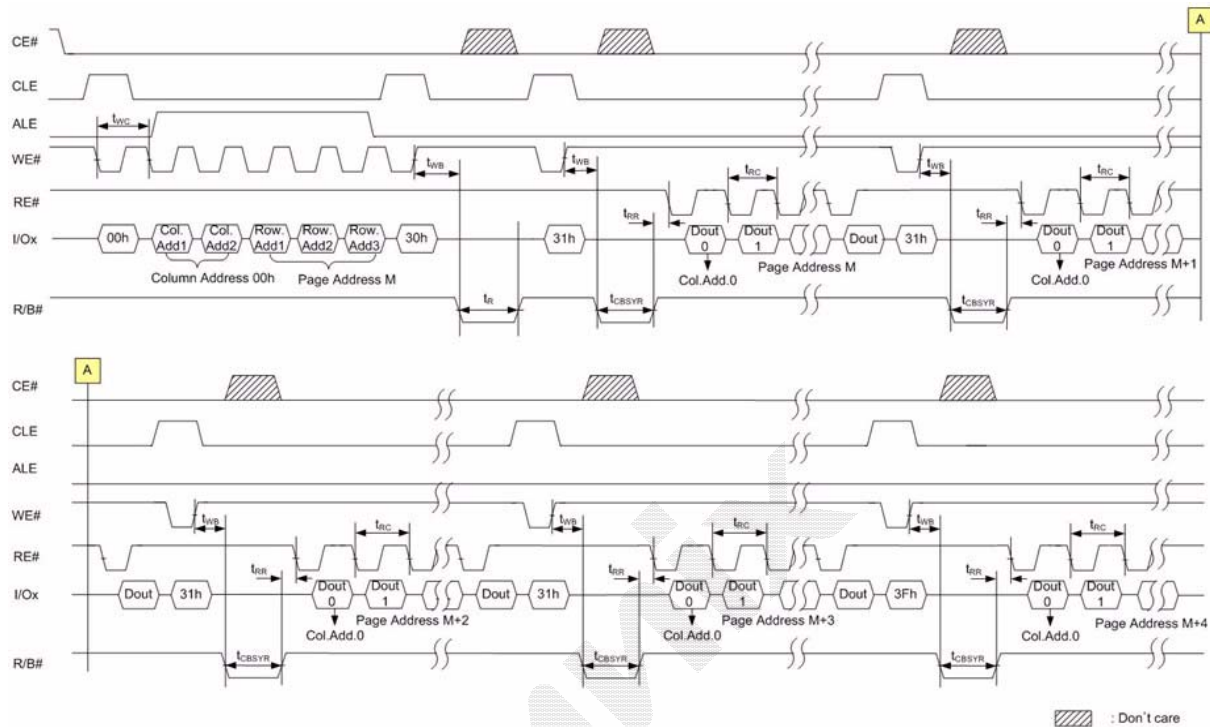 A
CE#
CLE
ALE
tWC
WE#
tWB
tWB
tWB
RE#
tRC
tRC
tRR
tRR
I/Ox
00h
Col. Add1
Col. Add2
Row. Add1
Row. Add2
Row. Add3
30h
31h
Dout 0
Dout 1
Dout
31h
Dout 0
Dout 1
Column Address 00h
Page Address M
Col.Add.0
Page Address M
Col.Add.0
Page Address M+1
R/B#
tR
tCBSYR
tCBSYR
A
CE#
CLE
ALE
WE#
tWB
tWB
tWB
RE#
tRC
tRC
tRC
tRR
tRR
tRR
I/Ox
Dout
31h
Dout 0
Dout 1
Dout
31h
Dout 0
Dout 1
Dout
3Fh
Dout 0
Dout 1
Col.Add.0
Page Address M+2
Col.Add.0
Page Address M+3
Col.Add.0
Page Address M+4
R/B#
tCBSYR
tCBSYR
tCBSYR
: Don`t care